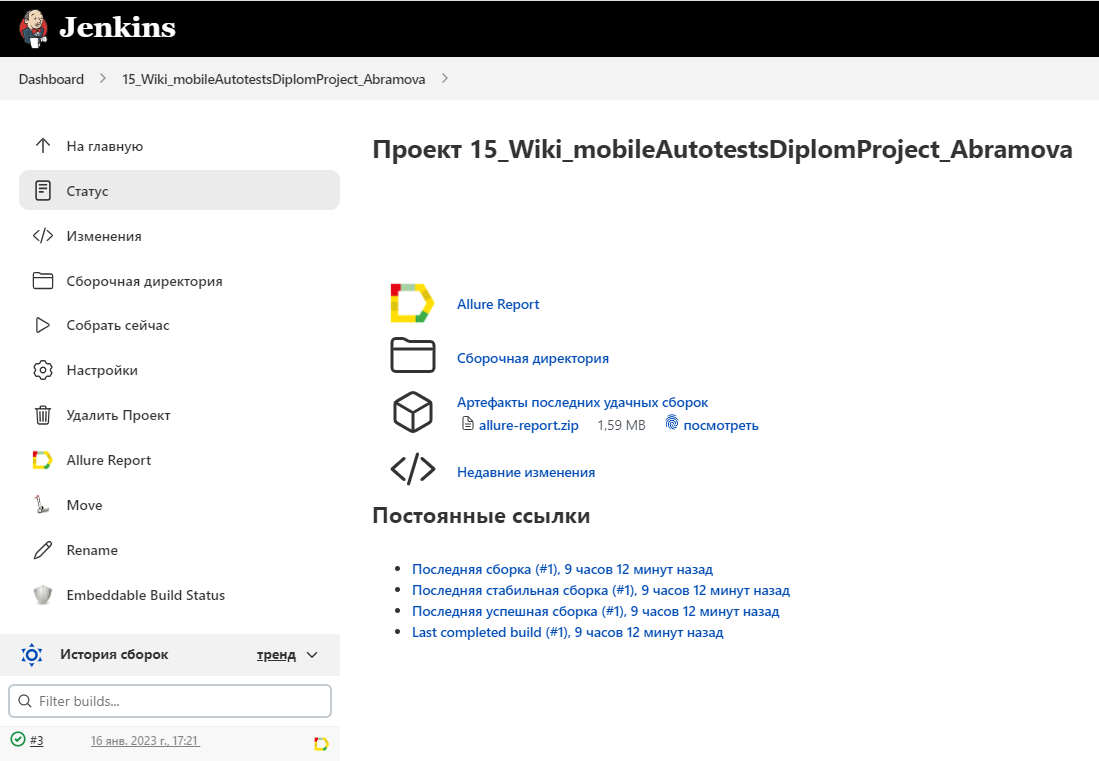 Jenkins
Dashboard
15_Wiki_mobileAutotestsDiplomProject_Abramova
На главную
Статус
Изменения
Сборочная директория
Собрать сейчас
Настройки
Удалить Проект
Allure Report
Move
Rename
Embeddable Build Status
История сборок тренд
Filter builds...
#3 16 янв. 2023 г., 17:21
Проект 15_Wiki_mobileAutotestsDiplomProject_Abramova
Allure Report
Сборочная директория
Артефакты последних удачных сборок
allure-report.zip 1,59 MB посмотреть
Недавние изменения
Постоянные ссылки
Последняя сборка (#1), 9 часов 12 минут назад
Последняя стабильная сборка (#1), 9 часов 12 минут назад
Последняя успешная сборка (#1), 9 часов 12 минут назад
Last completed build (#1), 9 часов 12 минут назад